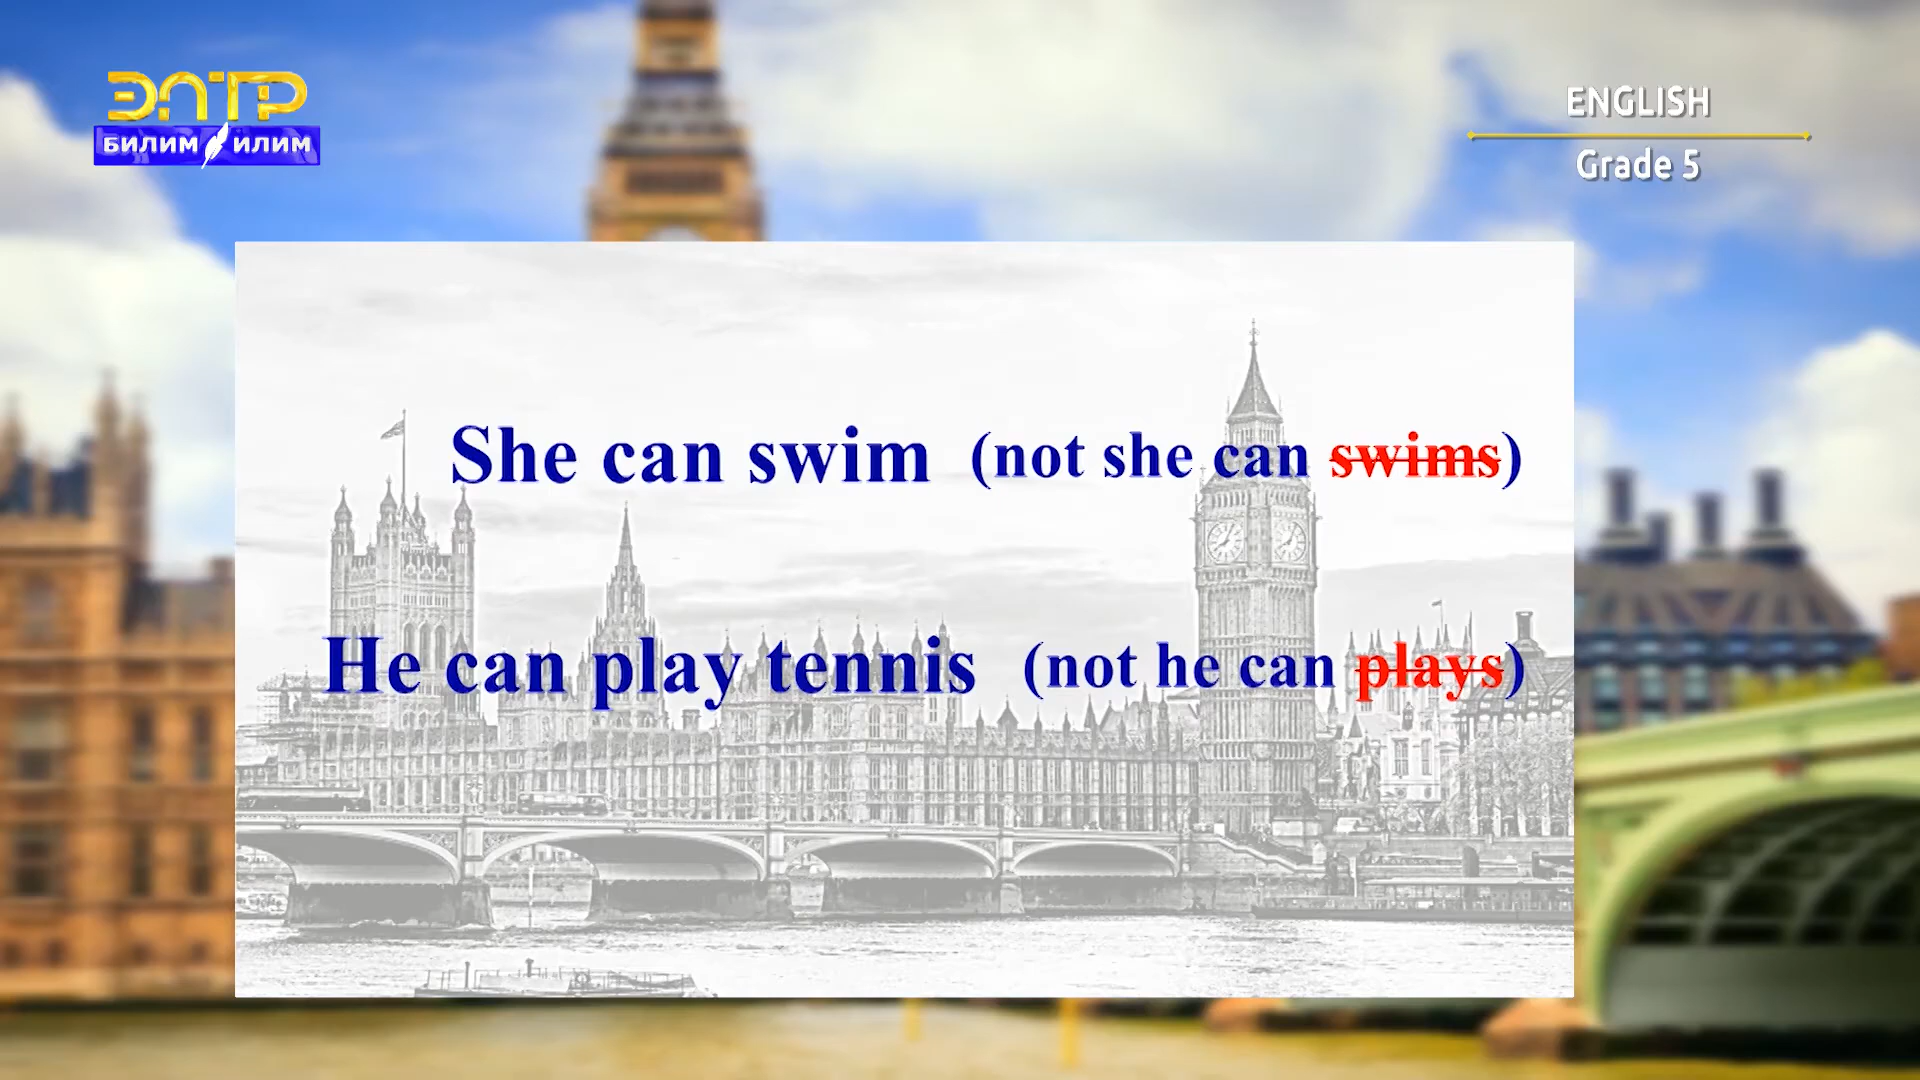 ЭЛТР
БИЛИМ ИЛИМ
ENGLISH
Grade 5
She can swim (not she can swims)
He can play tennis (not he can plays)